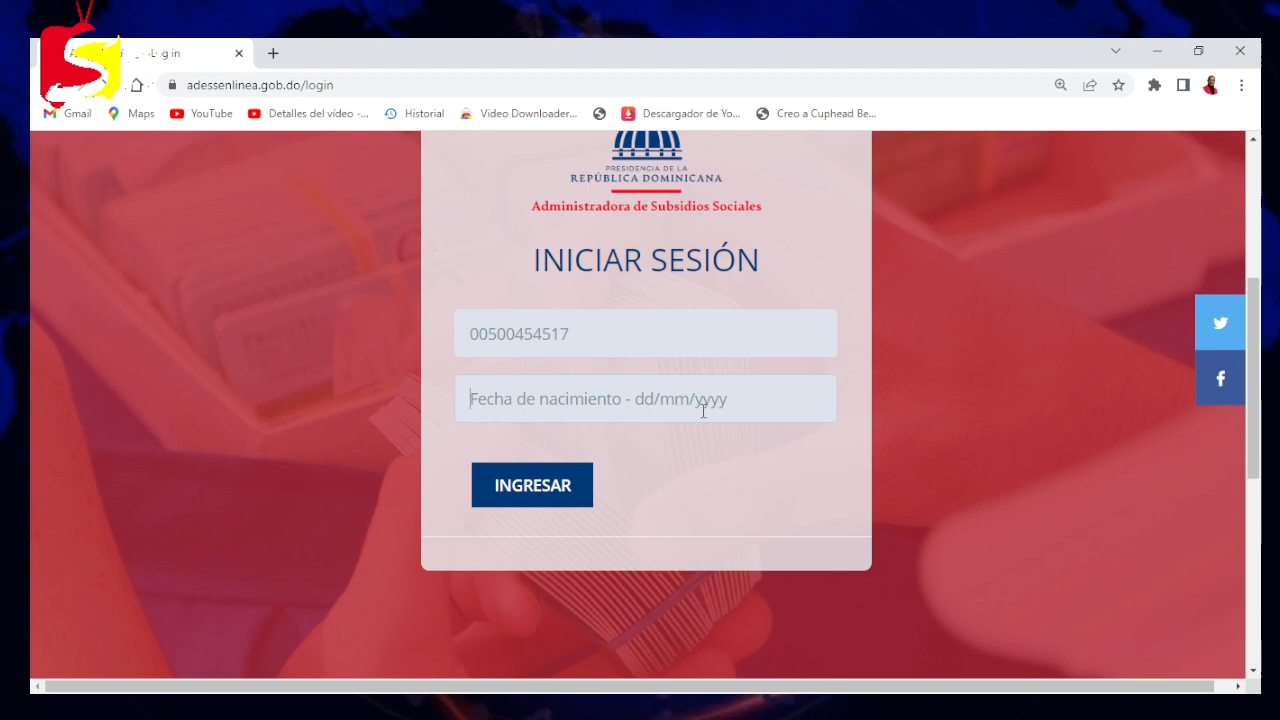 Log in
adessenlinea.gob.do/login
Gmail
Maps
YouTube
Detalles del vídeo -...
Historial
Video Downloader...
Descargador de Yo...
Creo a Cuphead Be...
PRESIDENCIA DE LA
REPÚBLICA DOMINICANA
Administradora de Subsidios Sociales
INICIAR SESIÓN
00500454517
Fecha de nacimiento - dd/mm/yyyy
INGRESAR